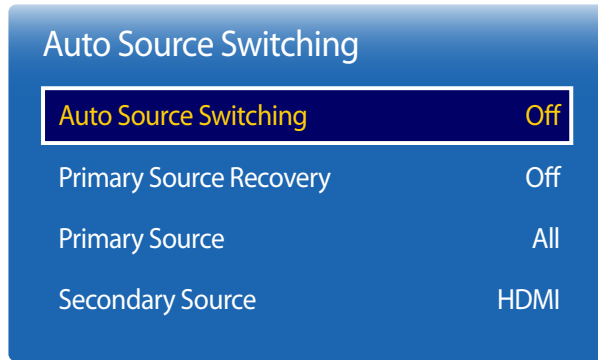 Auto Source Switching
Auto Source Switching Off
Primary Source Recovery Off
Primary Source All
Secondary Source HDMI